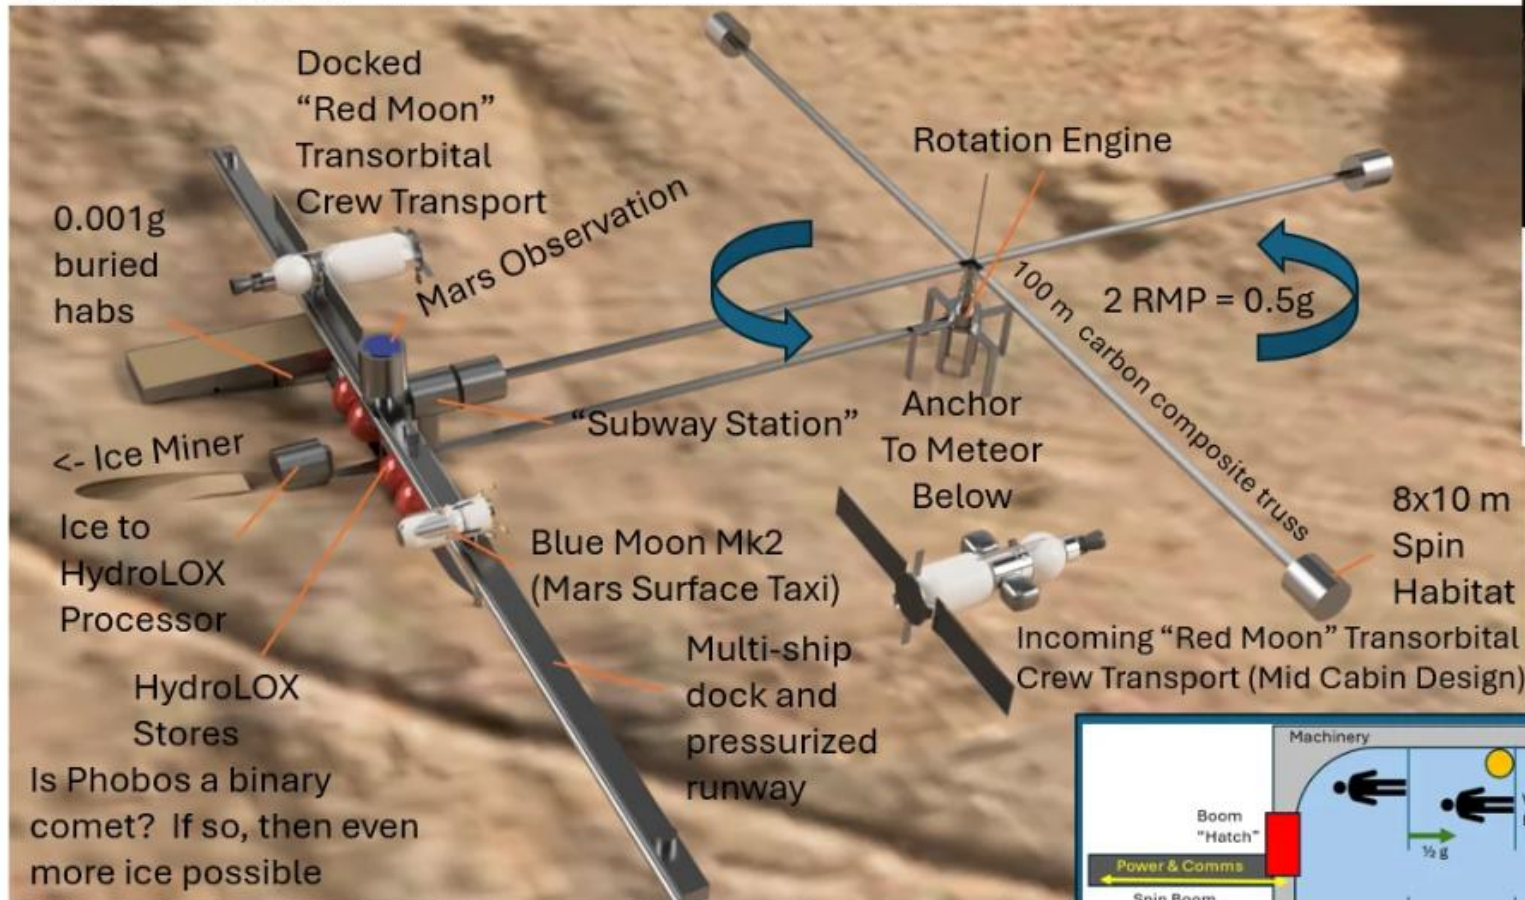 Docked
“Red Moon”
Transorbital
Crew Transport
Mars Observation
Rotation Engine
0.001g
buried
habs
100 m carbon composite truss
2 RMP = 0.5g
“Subway Station”
Anchor
To Meteor
Below
<- Ice Miner
Ice to
HydroLOX
Processor
Blue Moon Mk2
(Mars Surface Taxi)
8x10 m
Spin
Habitat
Incoming “Red Moon” Transorbital
Crew Transport (Mid Cabin Design)
Multi-ship
dock and
pressurized
runway
HydroLOX
Stores
Is Phobos a binary
comet? If so, then even
more ice possible
Machinery
Boom
“Hatch”
½ g
Power & Comms
Spin Boom